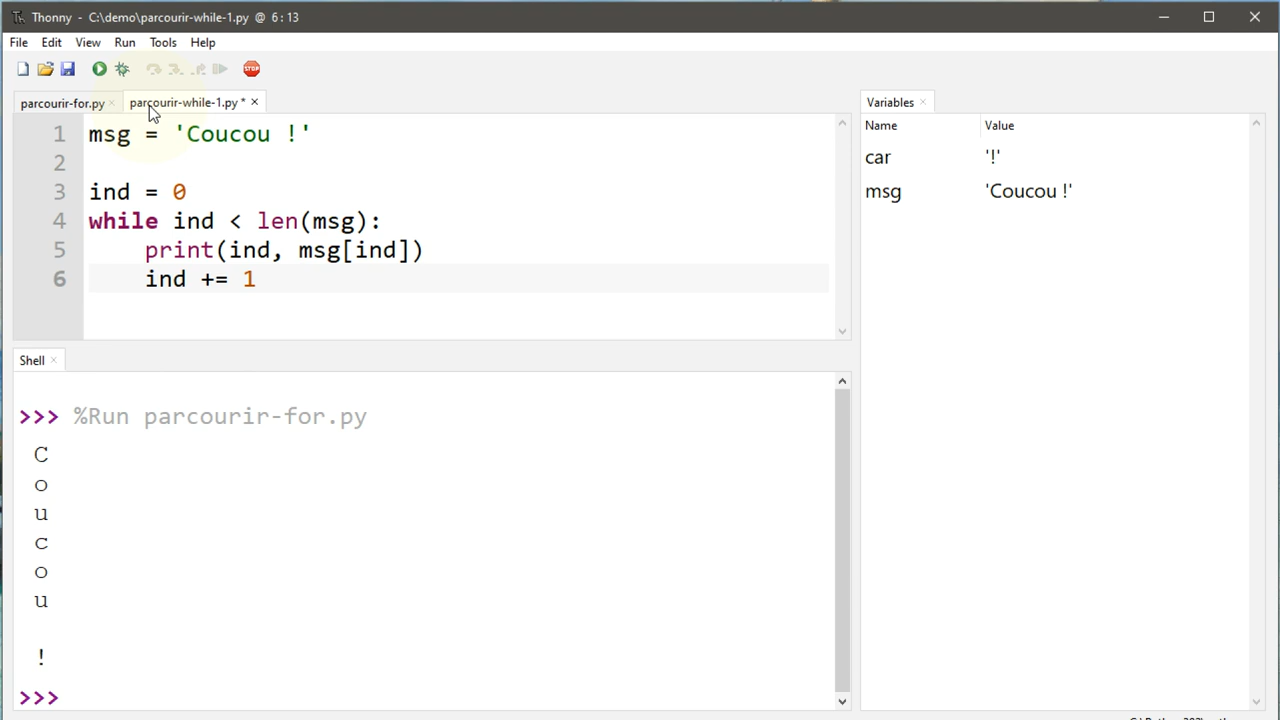 Thonny - C:\demo\parcourir-while-1.py @ 6:13
File Edit View Run Tools Help
STOP
parcourir-for.py × parcourir-while-1.py * ×
1 msg = 'Coucou !'
2
3 ind = 0
4 while ind < len(msg):
5 print(ind, msg[ind])
6 ind += 1
Variables ×
Name Value
car '!'
msg 'Coucou !'
Shell ×
>>> %Run parcourir-for.py
C
o
u
c
o
u
!
>>>